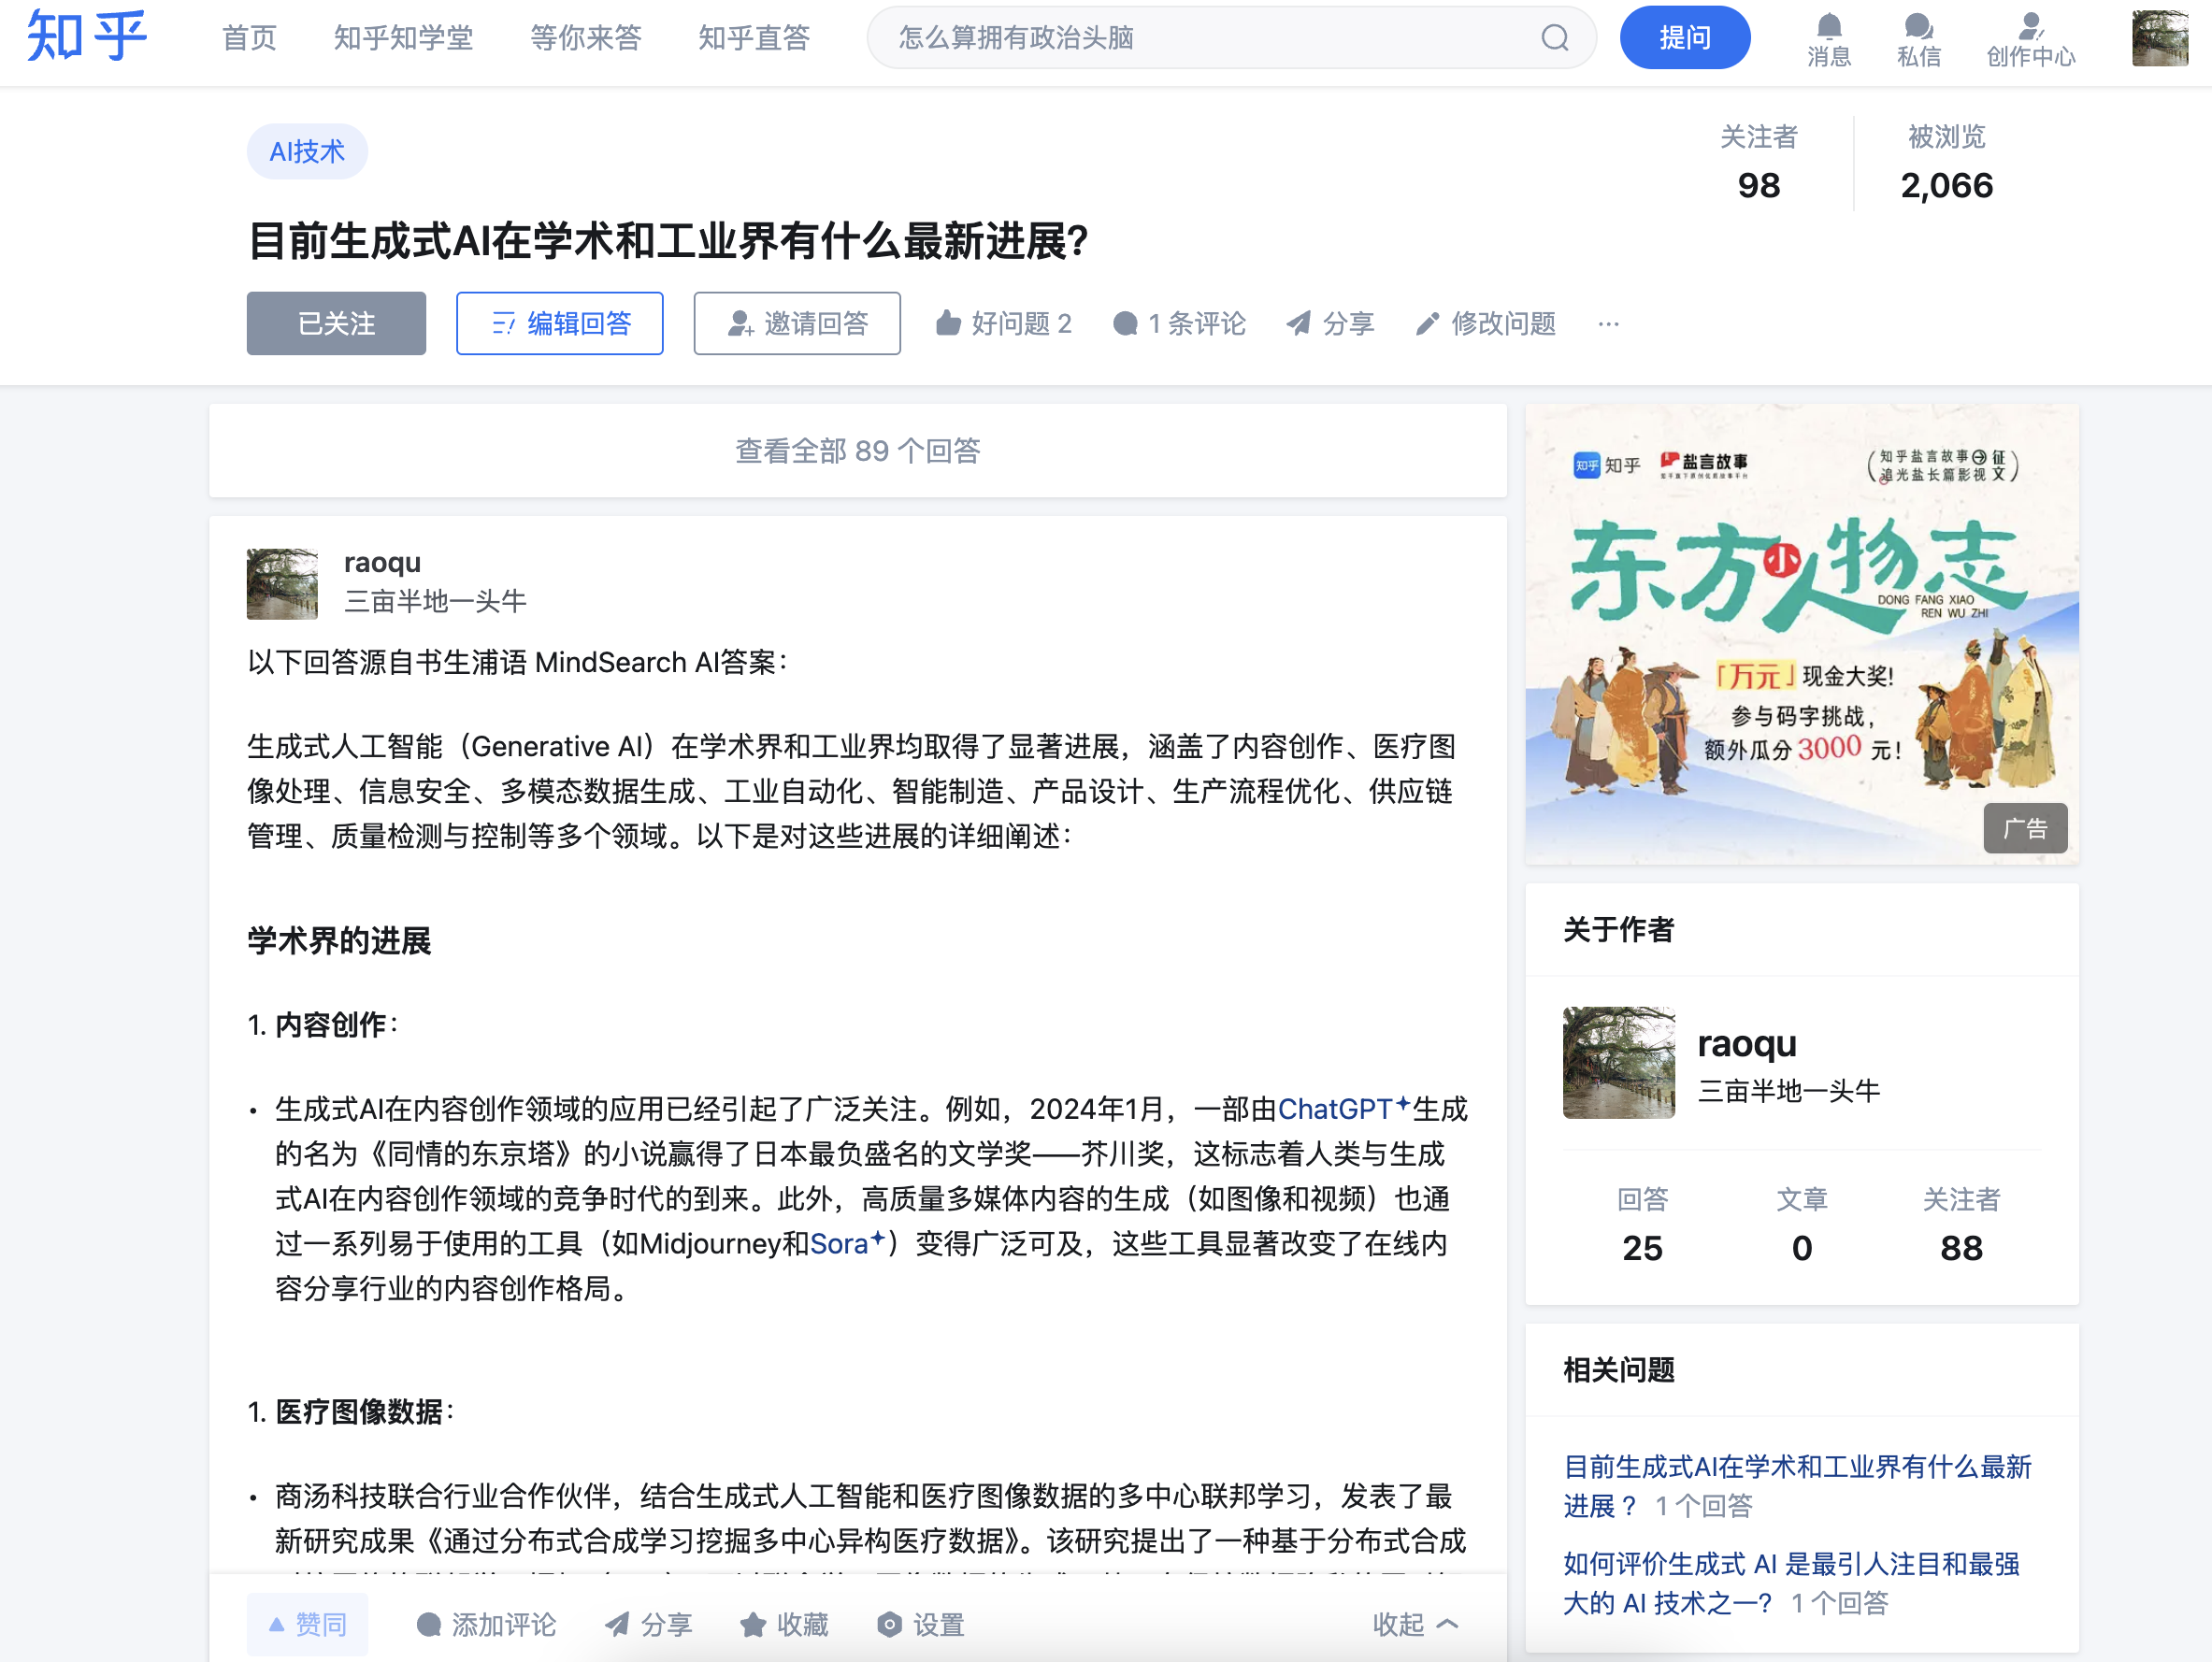 知乎
首页 知乎知学堂 等你来答 知乎直答 怎么算拥有政治头脑 提问 消息 私信 创作中心
AI技术
关注者 被浏览
98 2,066
目前生成式AI在学术和工业界有什么最新进展?
已关注 编辑回答 邀请回答 好问题 2 1 条评论 分享 修改问题 ...
查看全部 89 个回答
raoqu
三亩半地一头牛
以下回答源自书生浦语 MindSearch AI答案：
生成式人工智能（Generative AI）在学术界和工业界均取得了显著进展，涵盖了内容创作、医疗图
像处理、信息安全、多模态数据生成、工业自动化、智能制造、产品设计、生产流程优化、供应链
管理、质量检测与控制等多个领域。以下是对这些进展的详细阐述：
学术界的进展
1. 内容创作：
• 生成式AI在内容创作领域的应用已经引起了广泛关注。例如，2024年1月，一部由ChatGPT生成
的名为《同情的东京塔》的小说赢得了日本最负盛名的文学奖——芥川奖，这标志着人类与生成
式AI在内容创作领域的竞争时代的到来。此外，高质量多媒体内容的生成（如图像和视频）也通
过一系列易于使用的工具（如Midjourney和Sora）变得广泛可及，这些工具显著改变了在线内
容分享行业的内容创作格局。
1. 医疗图像数据：
• 商汤科技联合行业合作伙伴，结合生成式人工智能和医疗图像数据的多中心联邦学习，发表了最
新研究成果《通过分布式合成学习挖掘多中心异构医疗数据》。该研究提出了一种基于分布式合成
赞同 添加评论 分享 收藏 设置 收起
知乎 知乎 盐言故事
知乎盐言故事 征
追光盐长篇影视 文
东方小人物志
DONG FANG XIAO
REN WU ZHI
「万元」现金大奖!
参与码字挑战，
额外瓜分 3000 元！
广告
关于作者
raoqu
三亩半地一头牛
回答 文章 关注者
25 0 88
相关问题
目前生成式AI在学术和工业界有什么最新
进展？ 1 个回答
如何评价生成式 AI 是最引人注目和最强
大的 AI 技术之一? 1 个回答